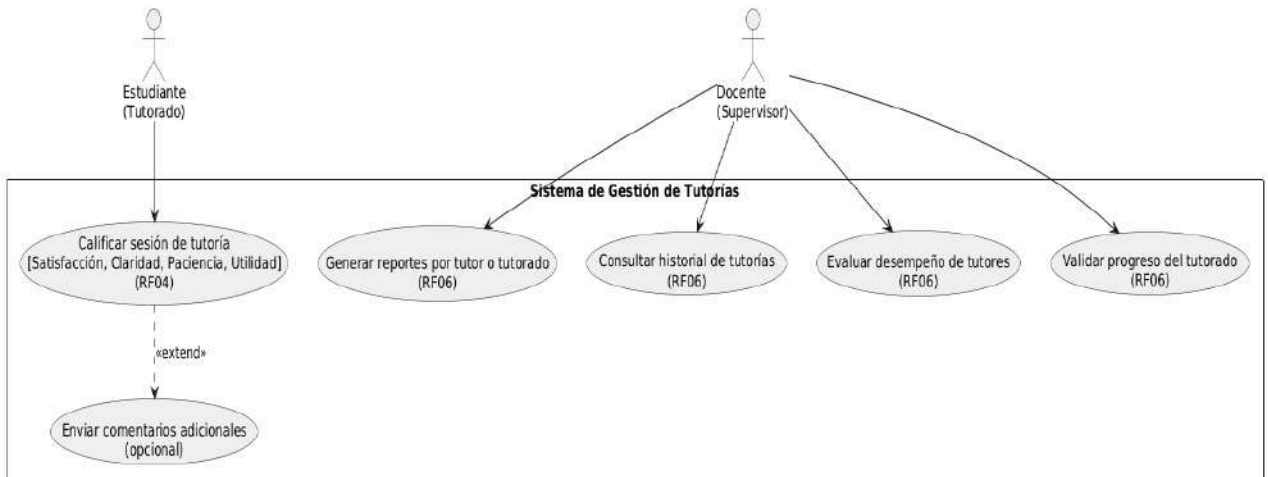 Estudiante
(Tutorado)
Docente
(Supervisor)
Sistema de Gestión de Tutorías
Calificar sesión de tutoría
[Satisfacción, Claridad, Paciencia, Utilidad]
(RF04)
Generar reportes por tutor o tutorado
(RF06)
Consultar historial de tutorías
(RF06)
Evaluar desempeño de tutores
(RF06)
Validar progreso del tutorado
(RF06)
«extend»
Enviar comentarios adicionales
(opcional)